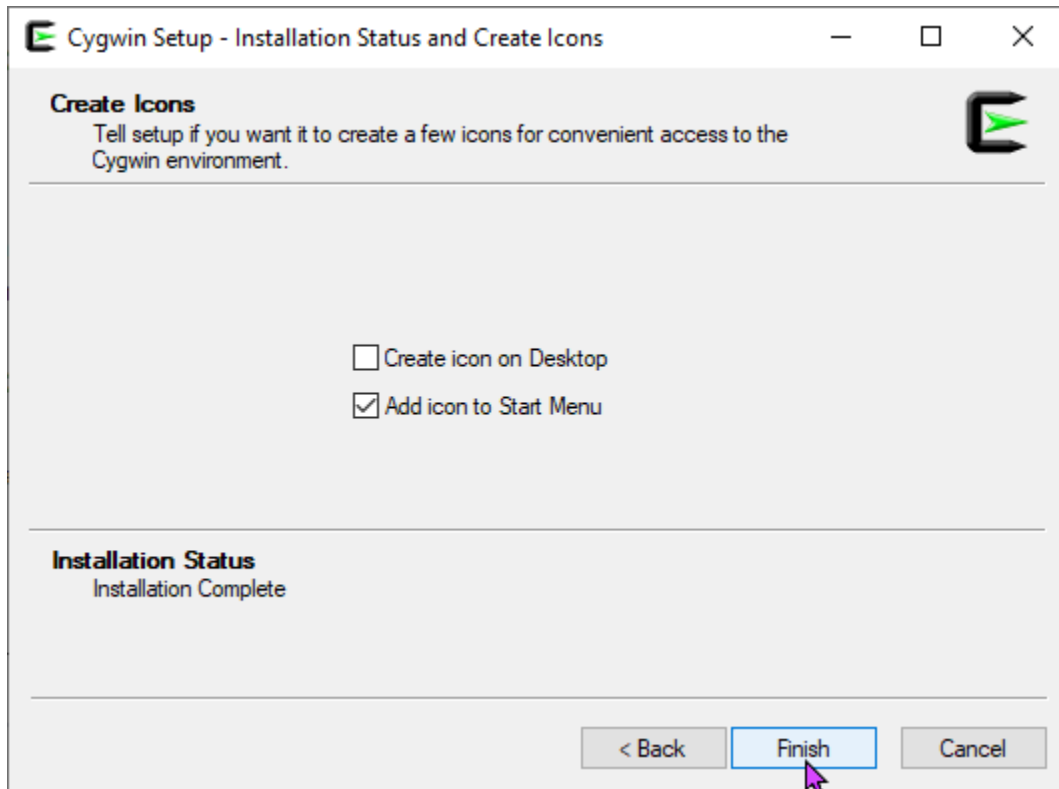 Cygwin Setup - Installation Status and Create Icons
Create Icons
Tell setup if you want it to create a few icons for convenient access to the
Cygwin environment.
Create icon on Desktop
Add icon to Start Menu
Installation Status
Installation Complete
< Back
Finish
Cancel